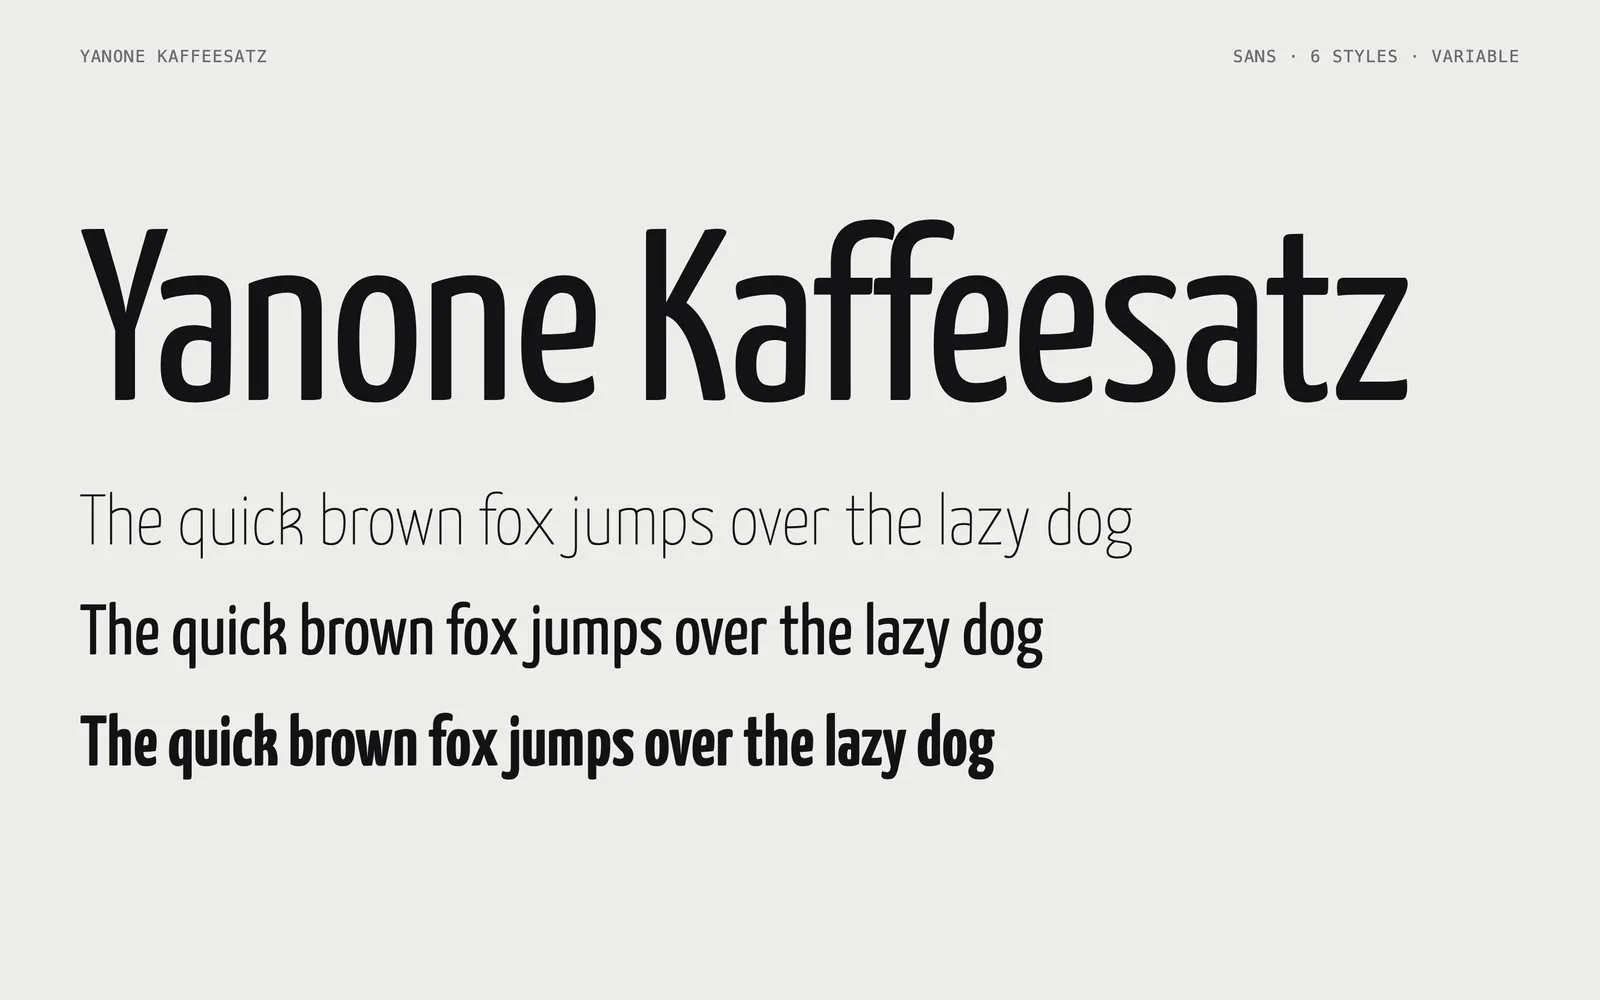 YANONE KAFFEESATZ
SANS · 6 STYLES · VARIABLE
Yanone Kaffeesatz
The quick brown fox jumps over the lazy dog
The quick brown fox jumps over the lazy dog
The quick brown fox jumps over the lazy dog